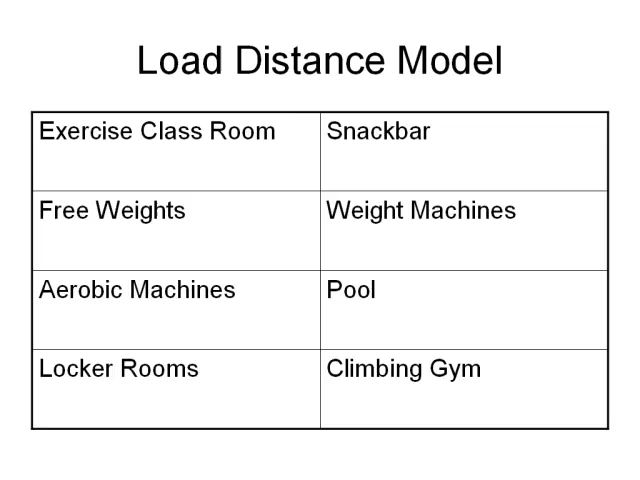 Load Distance Model
Exercise Class Room
Snackbar
Free Weights
Weight Machines
Aerobic Machines
Pool
Locker Rooms
Climbing Gym